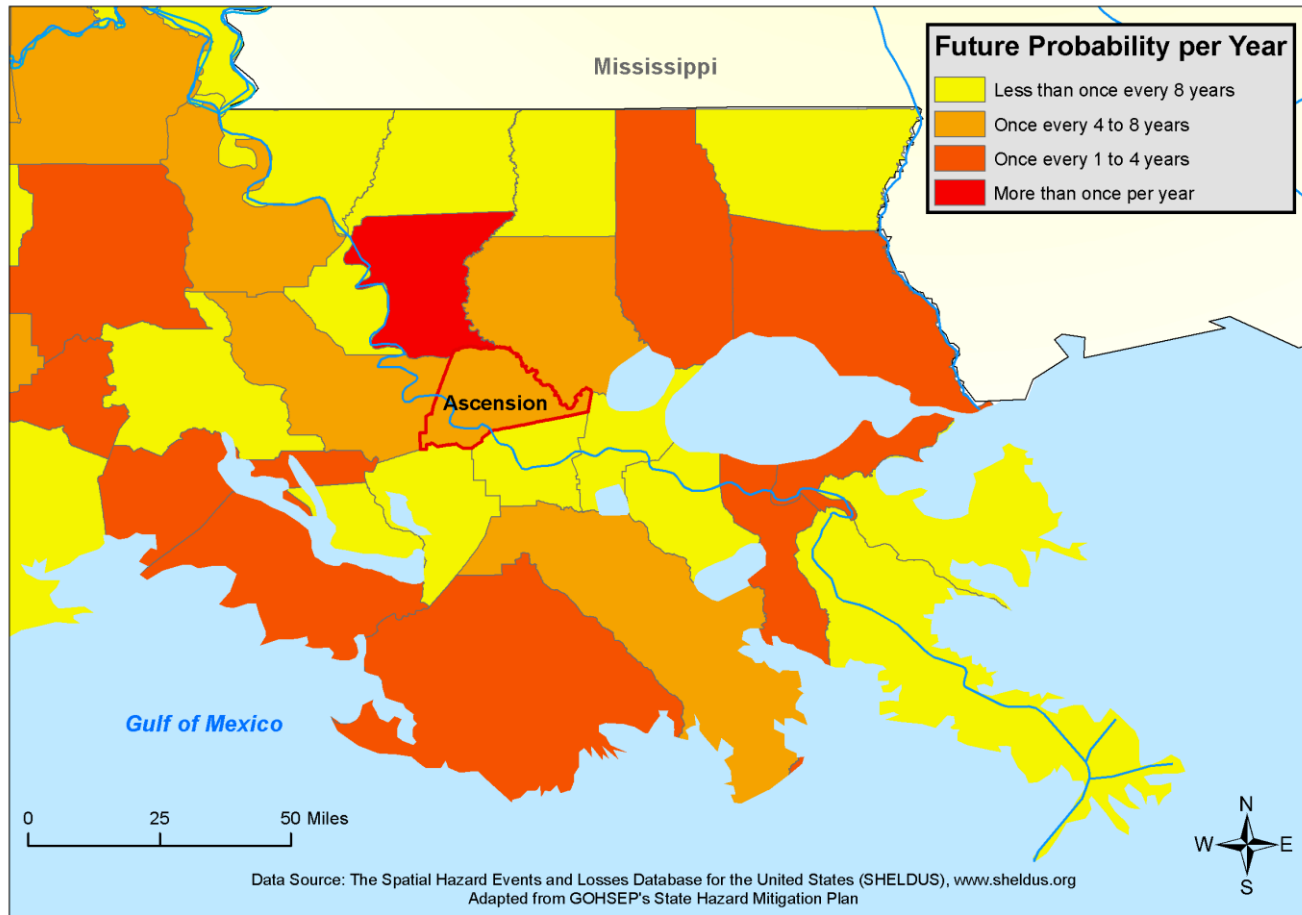 Mississippi
Future Probability per Year
Less than once every 8 years
Once every 4 to 8 years
Once every 1 to 4 years
More than once per year
Ascension
Gulf of Mexico
0 25 50 Miles
N
W E
S
Data Source: The Spatial Hazard Events and Losses Database for the United States (SHELDUS), www.sheldus.org
Adapted from GOHSEP's State Hazard Mitigation Plan